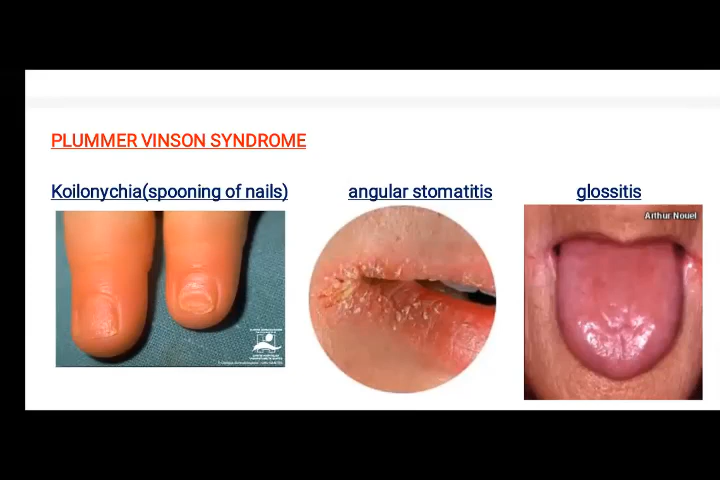 PLUMMER VINSON SYNDROME
Koilonychia(spooning of nails) angular stomatitis glossitis
Arthur Nouel